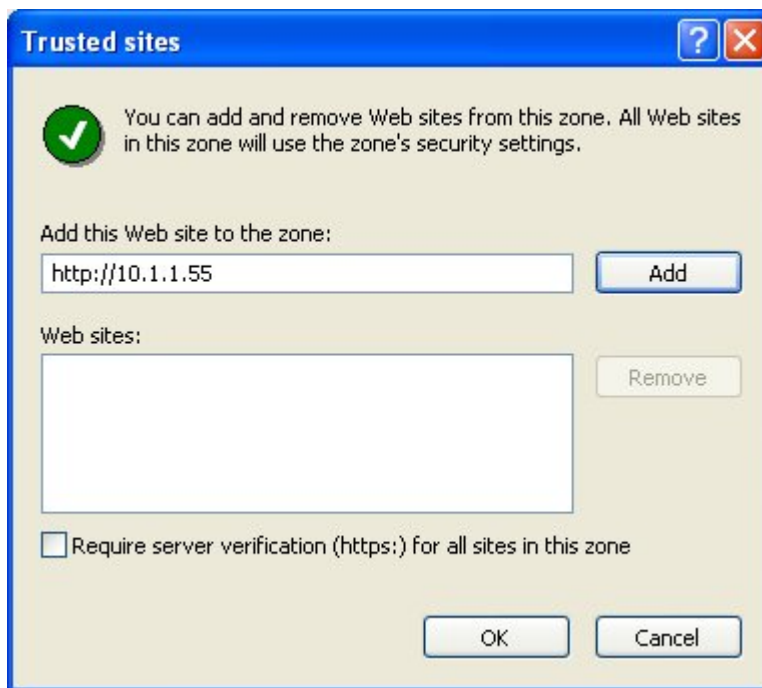 Trusted sites
You can add and remove Web sites from this zone. All Web sites
in this zone will use the zone's security settings.
Add this Web site to the zone:
http://10.1.1.55
Add
Web sites:
Remove
Require server verification (https:) for all sites in this zone
OK
Cancel